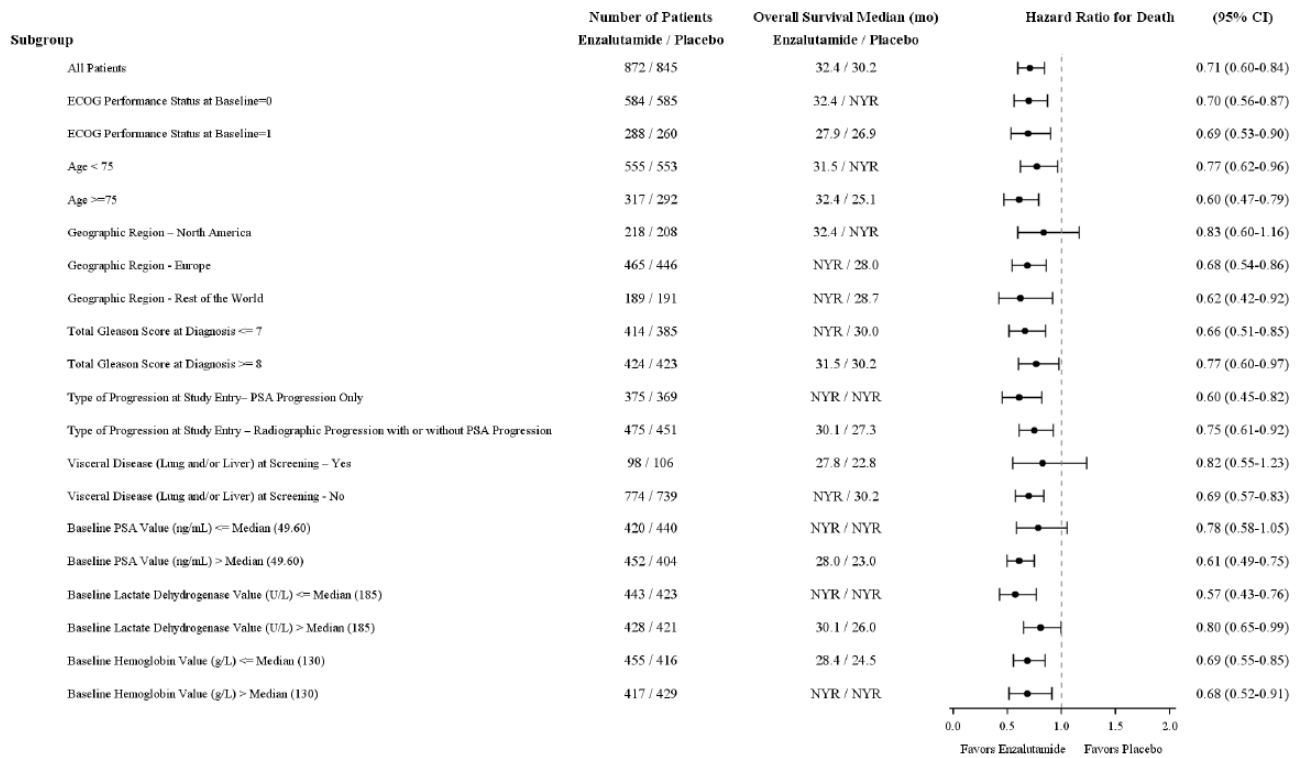 Number of Patients Overall Survival Median (mo) Hazard Ratio for Death (95% CI)
Subgroup Enzalutamide / Placebo Enzalutamide / Placebo
All Patients 872 / 845 32.4 / 30.2 0.71 (0.60-0.84)
ECOG Performance Status at Baseline=0 584 / 585 32.4 / NYR 0.70 (0.56-0.87)
ECOG Performance Status at Baseline=1 288 / 260 27.9 / 26.9 0.69 (0.53-0.90)
Age < 75 555 / 553 31.5 / NYR 0.77 (0.62-0.96)
Age >=75 317 / 292 32.4 / 25.1 0.60 (0.47-0.79)
Geographic Region – North America 218 / 208 32.4 / NYR 0.83 (0.60-1.16)
Geographic Region - Europe 465 / 446 NYR / 28.0 0.68 (0.54-0.86)
Geographic Region - Rest of the World 189 / 191 NYR / 28.7 0.62 (0.42-0.92)
Total Gleason Score at Diagnosis <= 7 414 / 385 NYR / 30.0 0.66 (0.51-0.85)
Total Gleason Score at Diagnosis >= 8 424 / 423 31.5 / 30.2 0.77 (0.60-0.97)
Type of Progression at Study Entry– PSA Progression Only 375 / 369 NYR / NYR 0.60 (0.45-0.82)
Type of Progression at Study Entry – Radiographic Progression with or without PSA Progression 475 / 451 30.1 / 27.3 0.75 (0.61-0.92)
Visceral Disease (Lung and/or Liver) at Screening – Yes 98 / 106 27.8 / 22.8 0.82 (0.55-1.23)
Visceral Disease (Lung and/or Liver) at Screening - No 774 / 739 NYR / 30.2 0.69 (0.57-0.83)
Baseline PSA Value (ng/mL) <= Median (49.60) 420 / 440 NYR / NYR 0.78 (0.58-1.05)
Baseline PSA Value (ng/mL) > Median (49.60) 452 / 404 28.0 / 23.0 0.61 (0.49-0.75)
Baseline Lactate Dehydrogenase Value (U/L) <= Median (185) 443 / 423 NYR / NYR 0.57 (0.43-0.76)
Baseline Lactate Dehydrogenase Value (U/L) > Median (185) 428 / 421 30.1 / 26.0 0.80 (0.65-0.99)
Baseline Hemoglobin Value (g/L) <= Median (130) 455 / 416 28.4 / 24.5 0.69 (0.55-0.85)
Baseline Hemoglobin Value (g/L) > Median (130) 417 / 429 NYR / NYR 0.68 (0.52-0.91)
0.0 0.5 1.0 2.0
Favors Enzalutamide Favors Placebo